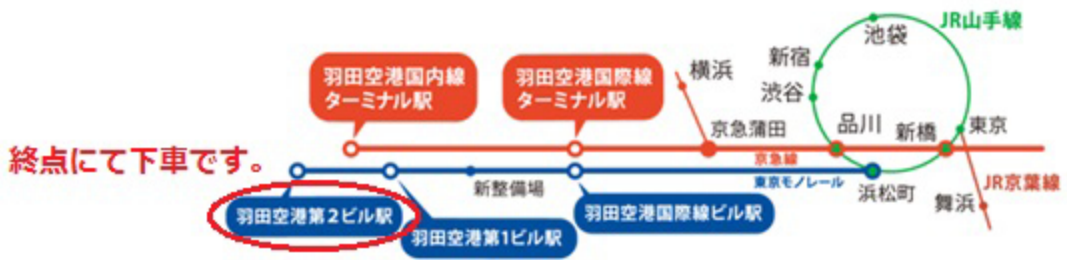 JR山手線
池袋
新宿
渋谷
羽田空港国内線
ターミナル駅
羽田空港国際線
ターミナル駅
横浜
京急蒲田
品川
新橋
東京
終点にて下車です。
京急線
東京モノレール
新整備場
浜松町
JR京葉線
舞浜
羽田空港第2ビル駅
羽田空港第1ビル駅
羽田空港国際線ビル駅